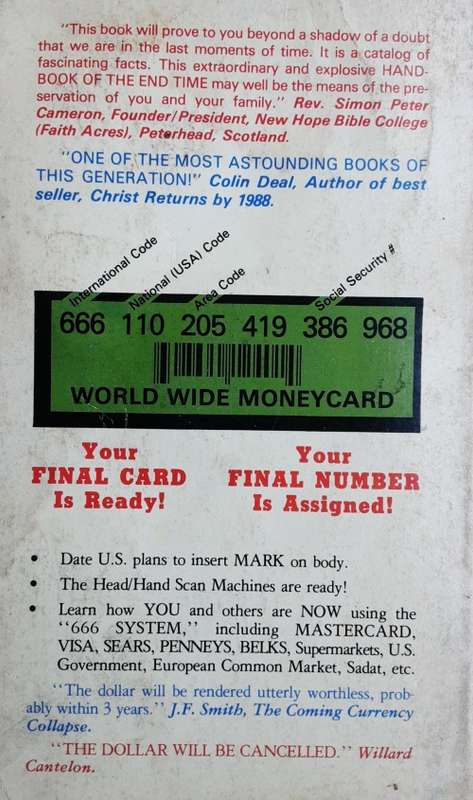 "This book will prove to you beyond a shadow of a doubt
that we are in the last moments of time. It is a catalog of
fascinating facts. This extraordinary and explosive HAND-
BOOK OF THE END TIME may well be the means of the pre-
servation of you and your family." Rev. Simon Peter
Cameron, Founder/President, New Hope Bible College
(Faith Acres), Peterhead, Scotland.
"ONE OF THE MOST ASTOUNDING BOOKS OF
THIS GENERATION!" Colin Deal, Author of best
seller, Christ Returns by 1988.
International Code
National (USA) Code
Area Code
Social Security #
666 110 205 419 386 968
WORLD WIDE MONEYCARD
Your
FINAL CARD
Is Ready!
Your
FINAL NUMBER
Is Assigned!
• Date U.S. plans to insert MARK on body.
• The Head/Hand Scan Machines are ready!
• Learn how YOU and others are NOW using the
"666 SYSTEM," including MASTERCARD,
VISA, SEARS, PENNEYS, BELKS, Supermarkets, U.S.
Government, European Common Market, Sadat, etc.
"The dollar will be rendered utterly worthless, prob-
ably within 3 years." J.F. Smith, The Coming Currency
Collapse.
"THE DOLLAR WILL BE CANCELLED." Willard
Cantelon.